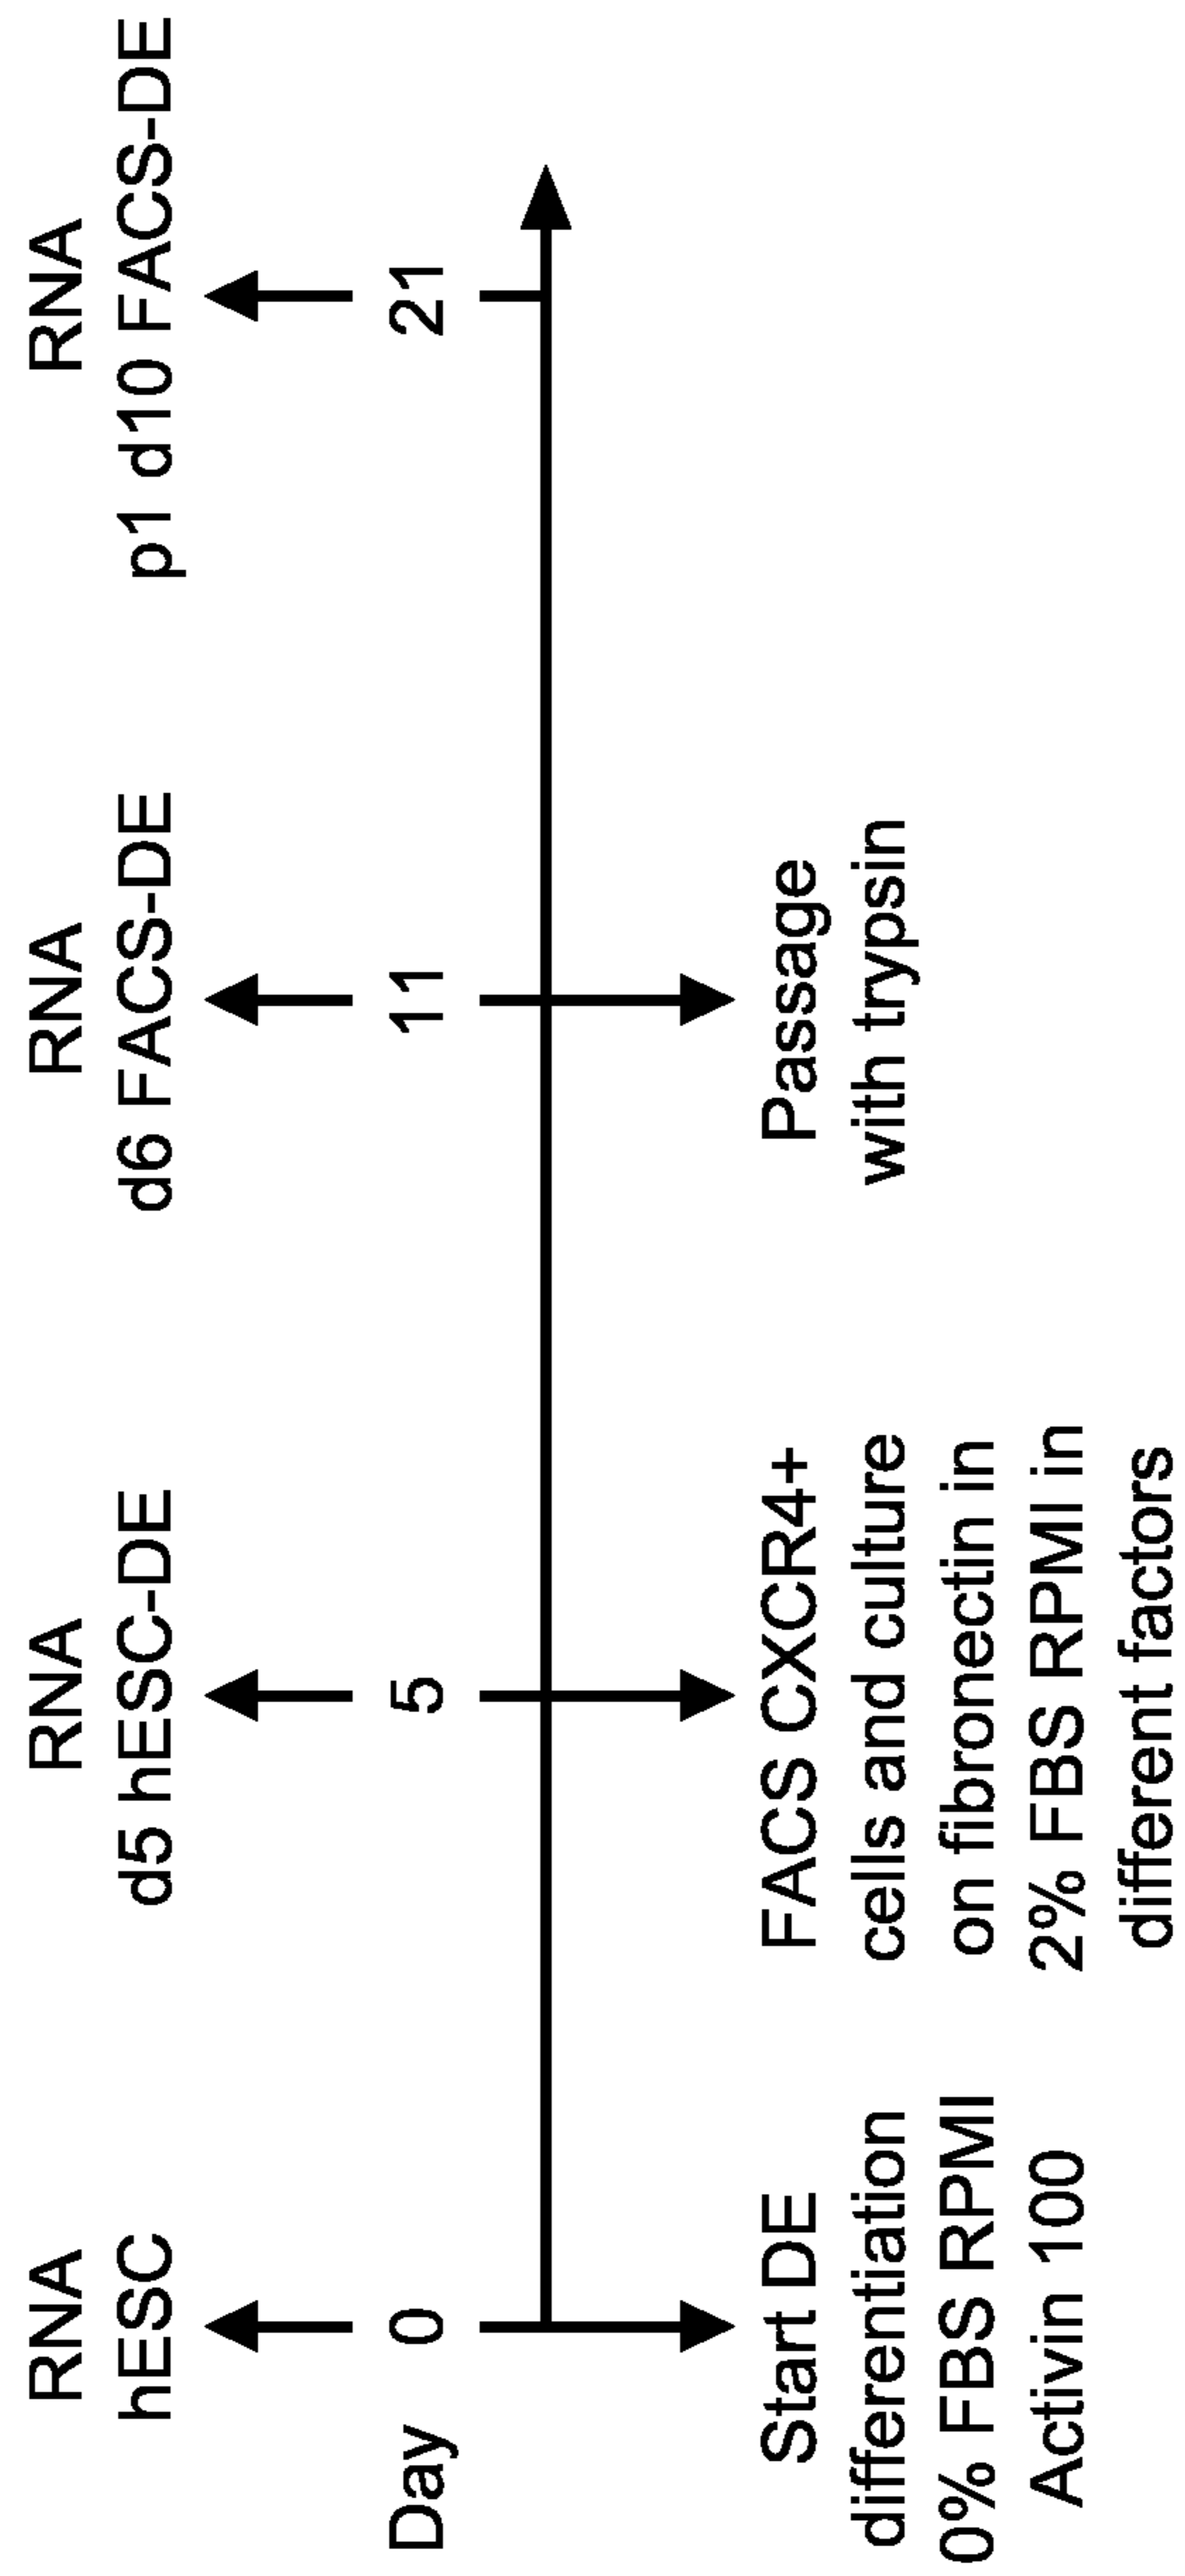 RNA
hESC
RNA
d5 hESC-DE
RNA
d6 FACS-DE
RNA
p1 d10 FACS-DE
Day
0
5
11
21
Start DE
differentiation
0% FBS RPMI
Activin 100
FACS CXCR4+
cells and culture
on fibronectin in
2% FBS RPMI in
different factors
Passage
with trypsin